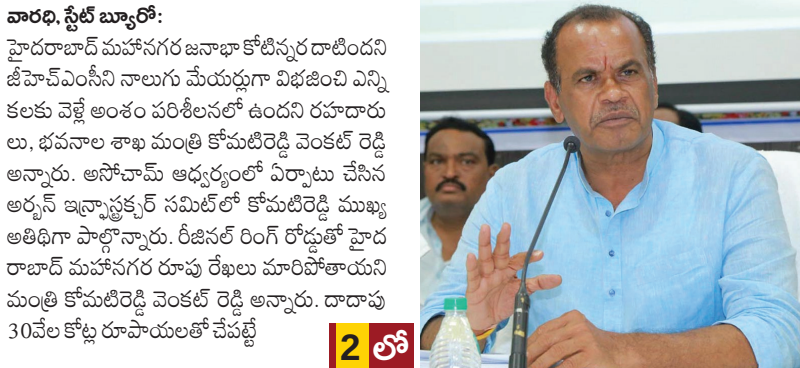 వారధి, స్టేట్ బ్యూరో:
హైదరాబాద్ మహానగర జనాభా కోటిన్నర దాటిందని
జీహెచ్ఎంసీని నాలుగు మేయర్లుగా విభజించి ఎన్ని
కలకు వెళ్లే అంశం పరిశీలనలో ఉందని రహదారు
లు, భవనాల శాఖ మంత్రి కోమటిరెడ్డి వెంకట్ రెడ్డి
అన్నారు. అసోచామ్ ఆధ్వర్యంలో ఏర్పాటు చేసిన
అర్బన్ ఇన్ఫ్రాస్ట్రక్చర్ సమిట్‌లో కోమటిరెడ్డి ముఖ్య
అతిథిగా పాల్గొన్నారు. రీజినల్ రింగ్ రోడ్డుతో హైద
రాబాద్ మహానగర రూపు రేఖలు మారిపోతాయని
మంత్రి కోమటిరెడ్డి వెంకట్ రెడ్డి అన్నారు. దాదాపు
30వేల కోట్ల రూపాయలతో చేపట్టే
2 లో